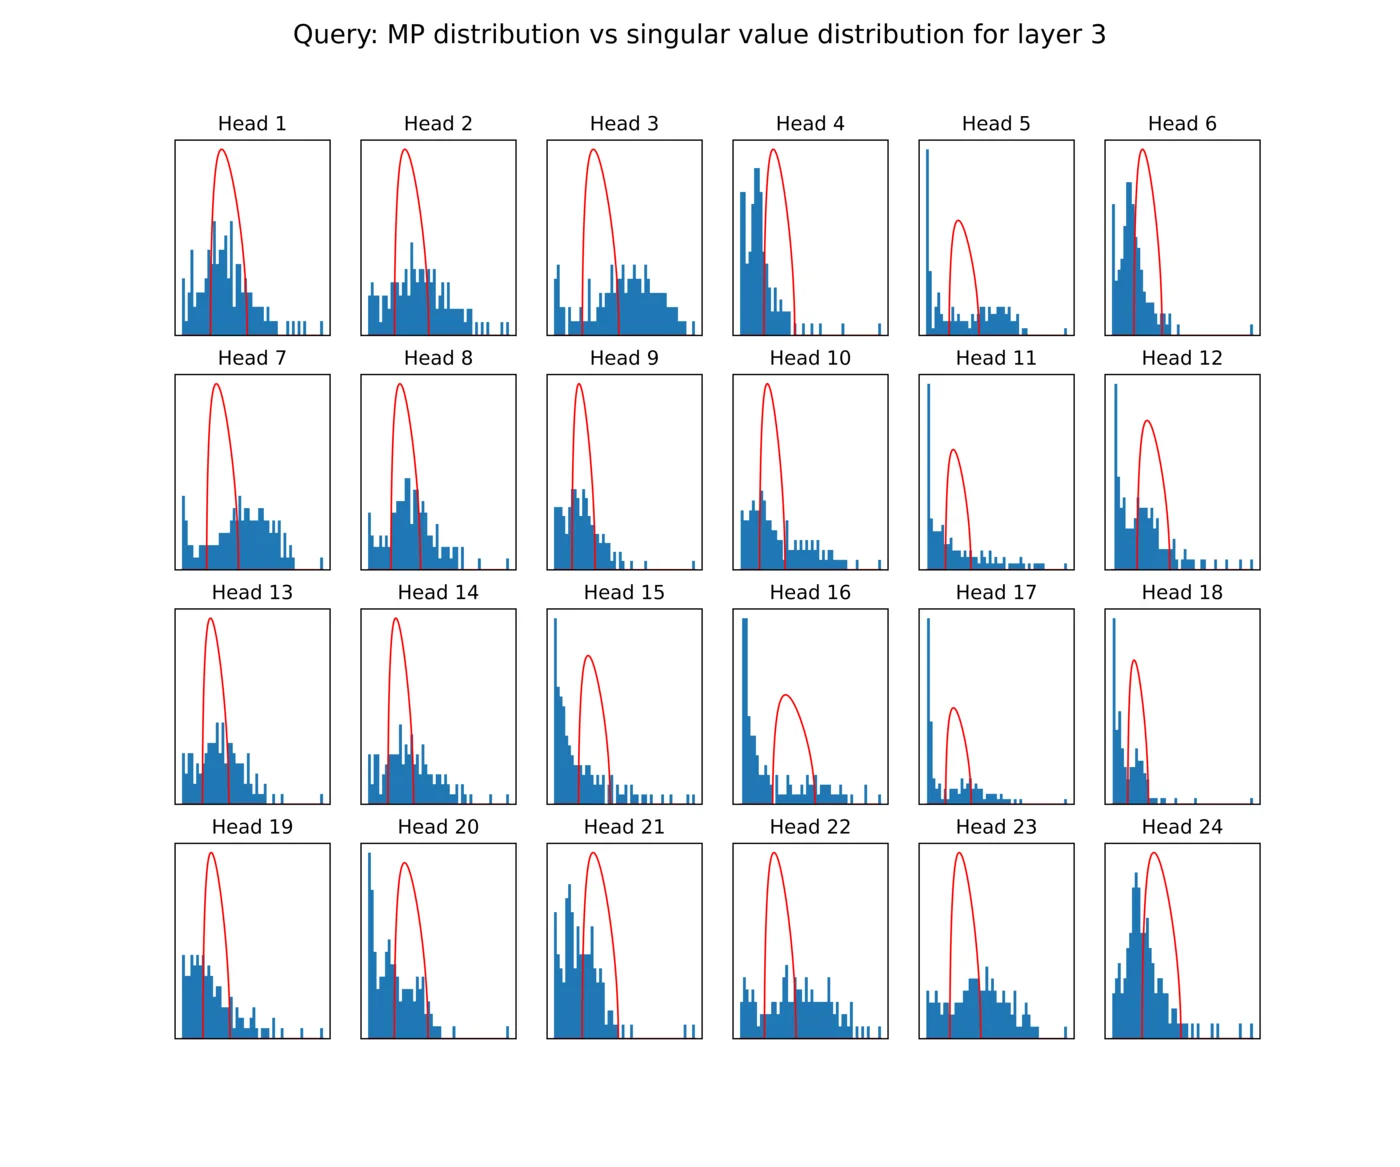 Query: MP distribution vs singular value distribution for layer 3
Head 1 Head 2 Head 3 Head 4 Head 5 Head 6
Head 7 Head 8 Head 9 Head 10 Head 11 Head 12
Head 13 Head 14 Head 15 Head 16 Head 17 Head 18
Head 19 Head 20 Head 21 Head 22 Head 23 Head 24